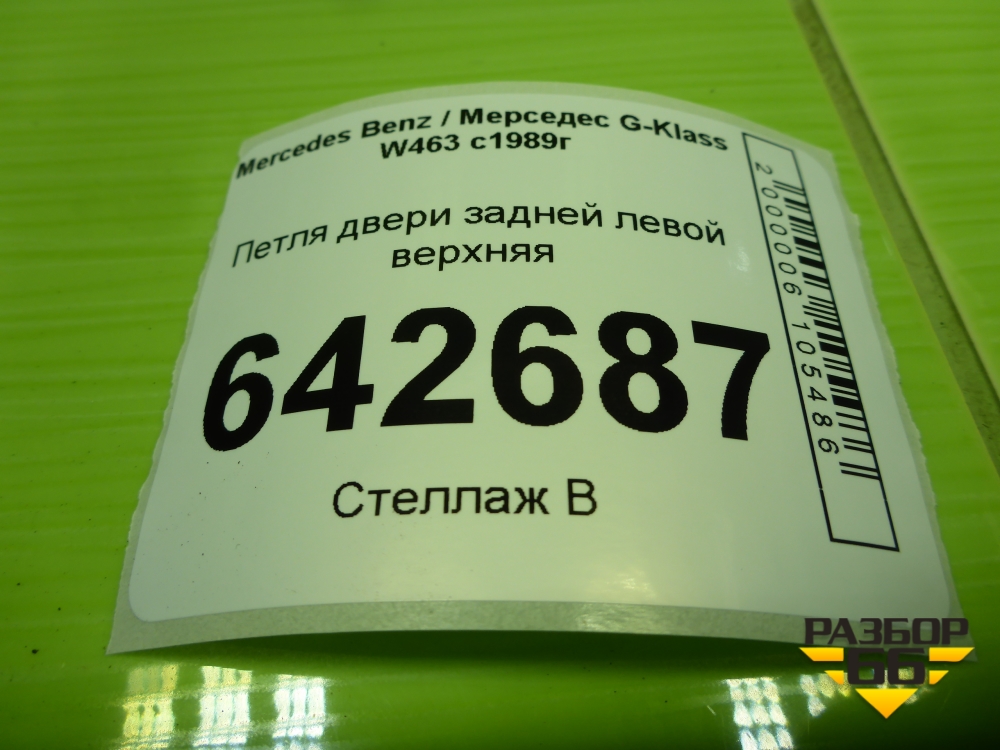 Mercedes Benz / Мерседес G-Klass
W463 с1989г
Петля двери задней левой
верхняя
642687
Стеллаж В
2000006105486
РАЗБОР
66